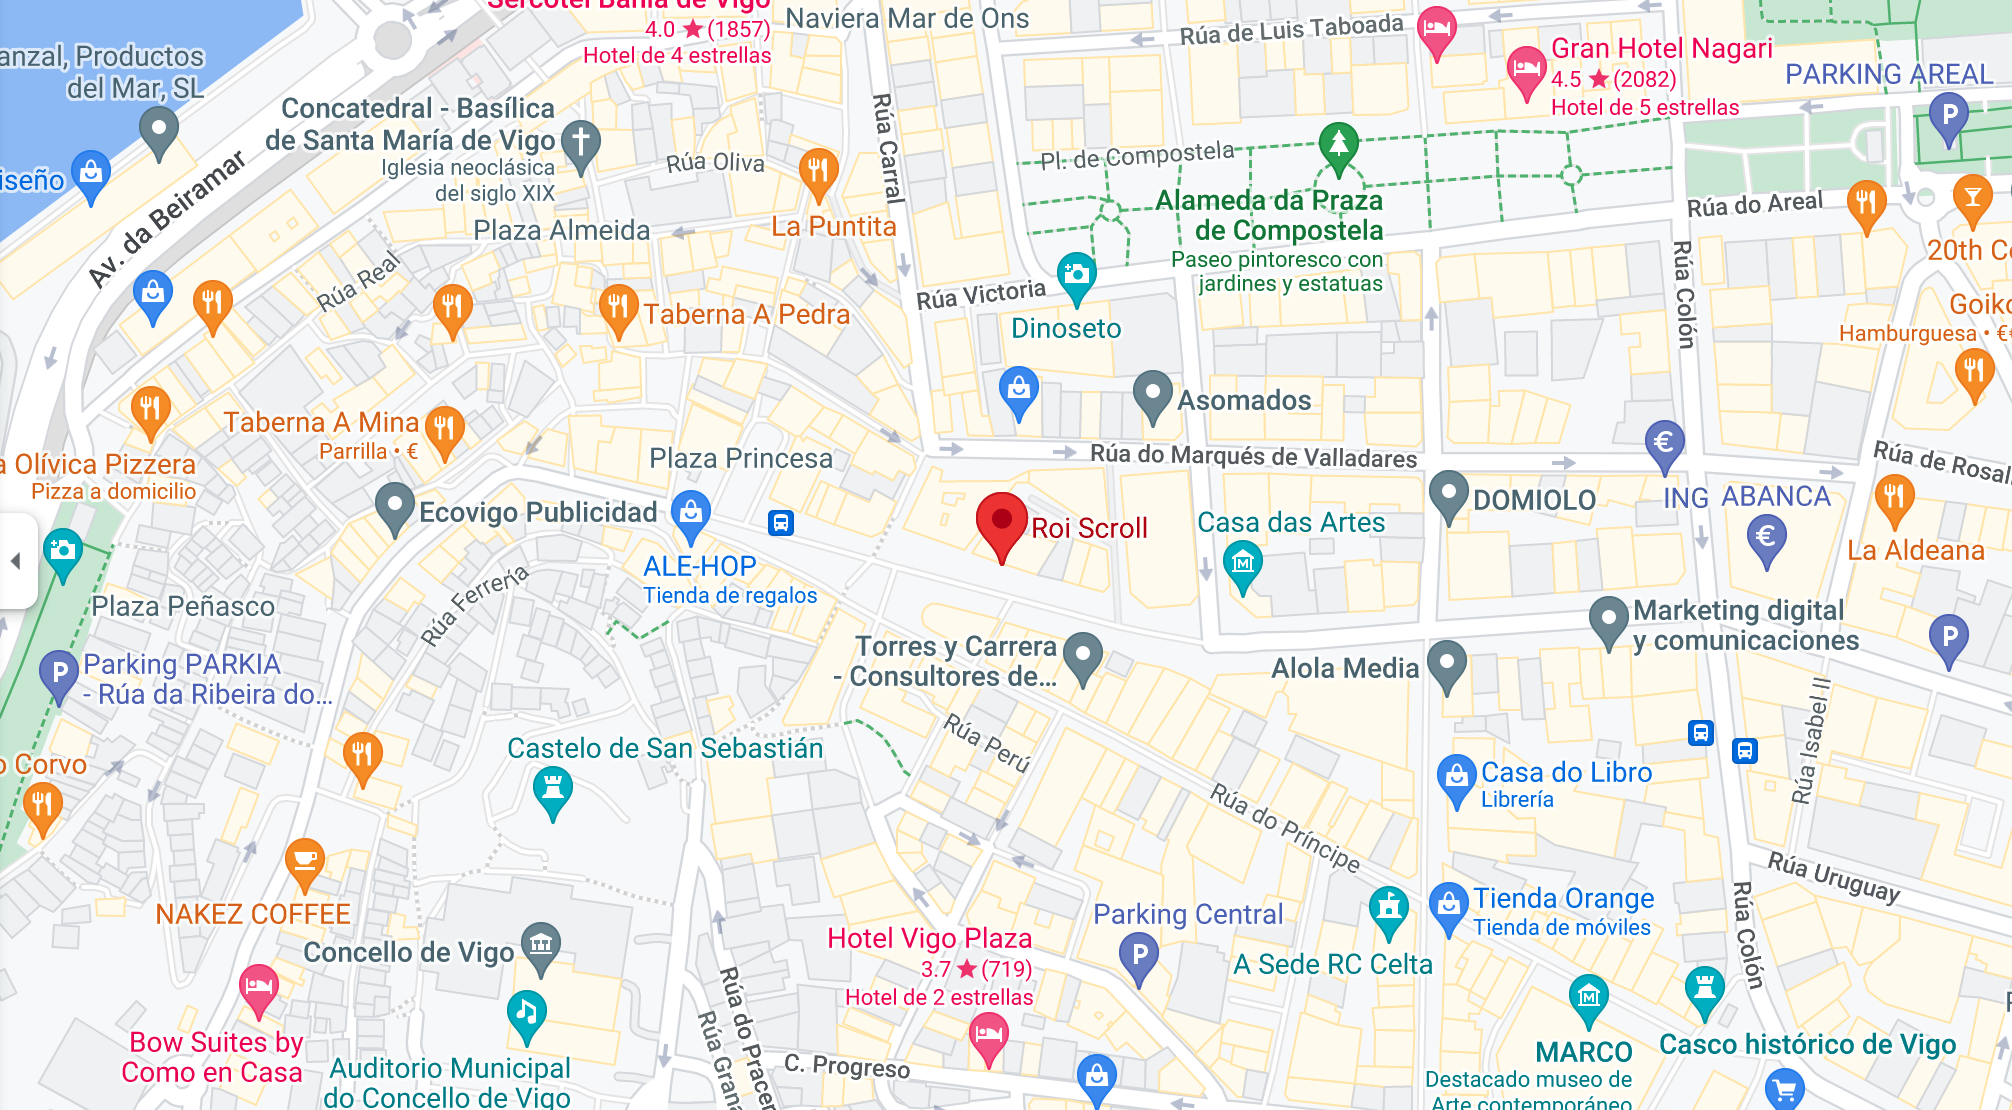 Sercotel Bahía de Vigo
4.0 ★ (1857)
Hotel de 4 estrellas
Naviera Mar de Ons
Rúa de Luis Taboada
Gran Hotel Nagari
4.5 ★ (2082)
Hotel de 5 estrellas
PARKING AREAL
P
anzal, Productos
del Mar, SL
iseño
Av. da Beiramar
Concatedral - Basílica
de Santa María de Vigo
Iglesia neoclásica
del siglo XIX
Rúa Oliva
Rúa Carral
La Puntita
Plaza Almeida
Pl. de Compostela
Alameda da Praza
de Compostela
Paseo pintoresco con
jardines y estatuas
Rúa do Areal
20th C
Rúa Real
Rúa Victoria
Dinoseto
Rúa Colón
Goiko
Hamburguesa • €
Taberna A Pedra
Taberna A Mina
Parrilla • €
Asomados
Plaza Princesa
Rúa do Marqués de Valladares
€
Rúa de Rosal
a Olívica Pizzera
Pizza a domicilio
Ecovigo Publicidad
ALE-HOP
Tienda de regalos
Roi Scroll
Casa das Artes
DOMIOLO
ING
ABANCA
€
La Aldeana
Plaza Peñasco
Rúa Ferrería
Parking PARKIA
- Rúa da Ribeira do...
P
Torres y Carrera
- Consultores de...
Alola Media
Marketing digital
y comunicaciones
P
Rúa Isabel II
o Corvo
Castelo de San Sebastián
Rúa Perú
Rúa do Príncipe
Casa do Libro
Librería
Rúa Uruguay
NAKEZ COFFEE
Concello de Vigo
Hotel Vigo Plaza
3.7 ★ (719)
Hotel de 2 estrellas
Parking Central
P
A Sede RC Celta
Tienda Orange
Tienda de móviles
Rúa Colón
Bow Suites by
Como en Casa
Auditorio Municipal
do Concello de Vigo
Rúa do Pracer
Rúa Gran
C. Progreso
MARCO
Destacado museo de
Arte contemporáneo
Casco histórico de Vigo